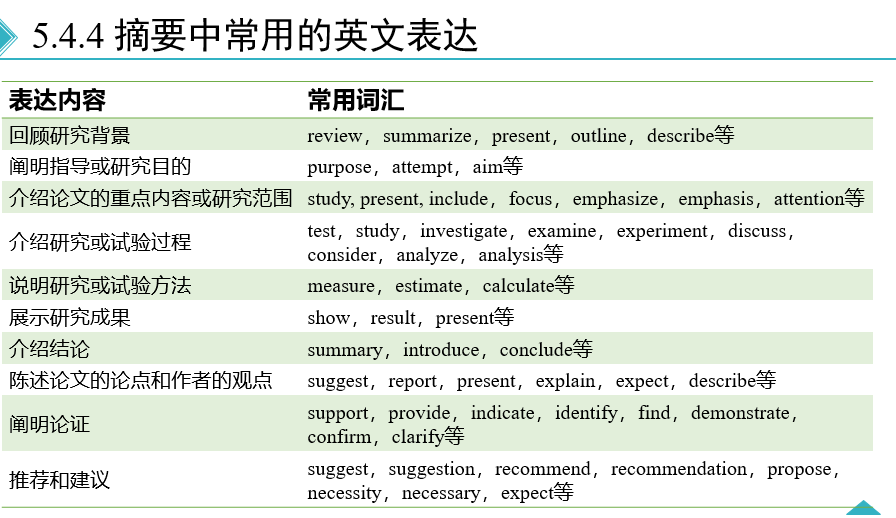 5.4.4 摘要中常用的英文表达
表达内容 常用词汇
回顾研究背景 review，summarize，present，outline，describe等
阐明指导或研究目的 purpose，attempt，aim等
介绍论文的重点内容或研究范围 study, present, include，focus，emphasize，emphasis，attention等
介绍研究或试验过程 test，study，investigate，examine，experiment，discuss，
consider，analyze，analysis等
说明研究或试验方法 measure，estimate，calculate等
展示研究成果 show，result，present等
介绍结论 summary，introduce，conclude等
陈述论文的论点和作者的观点 suggest，report，present，explain，expect，describe等
阐明论证 support，provide，indicate，identify，find，demonstrate，
confirm，clarify等
推荐和建议 suggest，suggestion，recommend，recommendation，propose，
necessity，necessary，expect等